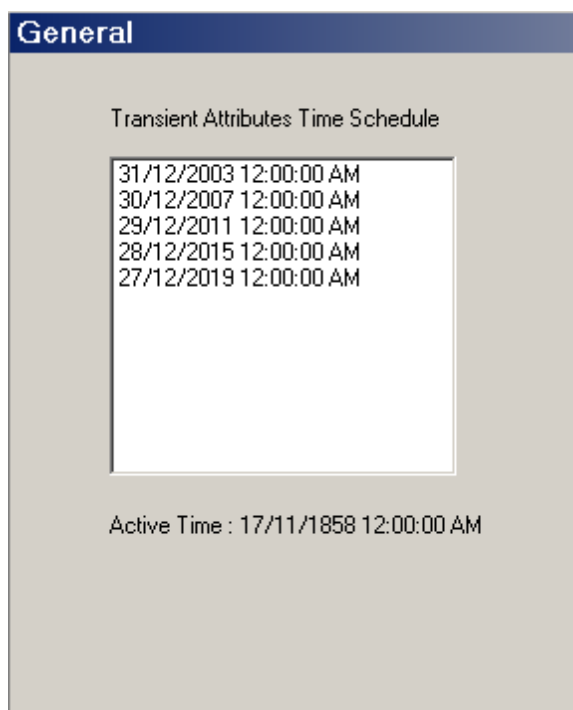 General
Transient Attributes Time Schedule
31/12/2003 12:00:00 AM
30/12/2007 12:00:00 AM
29/12/2011 12:00:00 AM
28/12/2015 12:00:00 AM
27/12/2019 12:00:00 AM
Active Time : 17/11/1858 12:00:00 AM